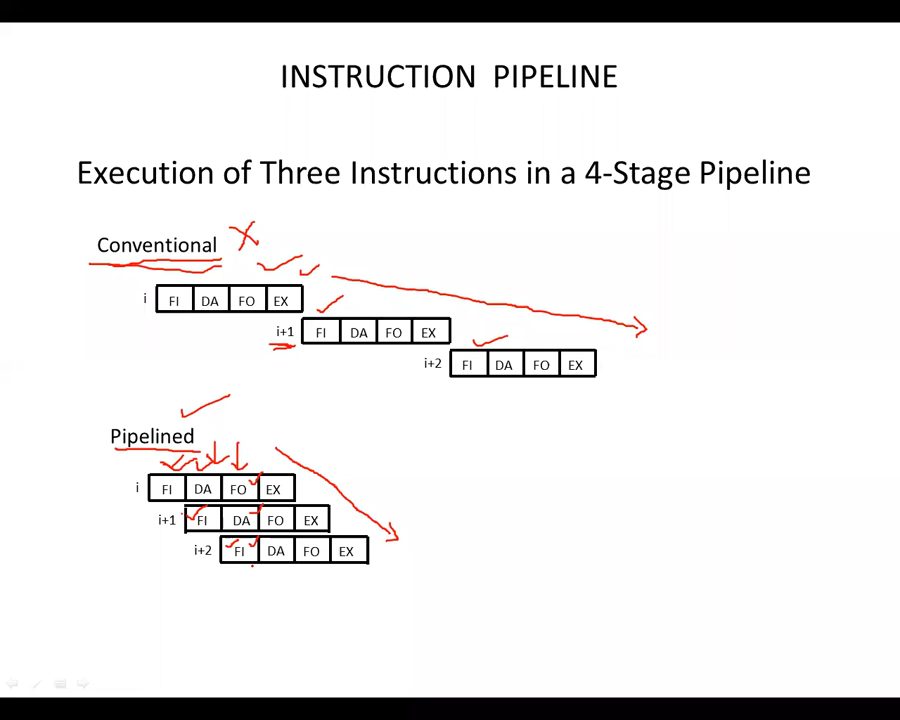 INSTRUCTION PIPELINE
Execution of Three Instructions in a 4-Stage Pipeline
Conventional
i FI DA FO EX
i+1 FI DA FO EX
i+2 FI DA FO EX
Pipelined
i FI DA FO EX
i+1 FI DA FO EX
i+2 FI DA FO EX